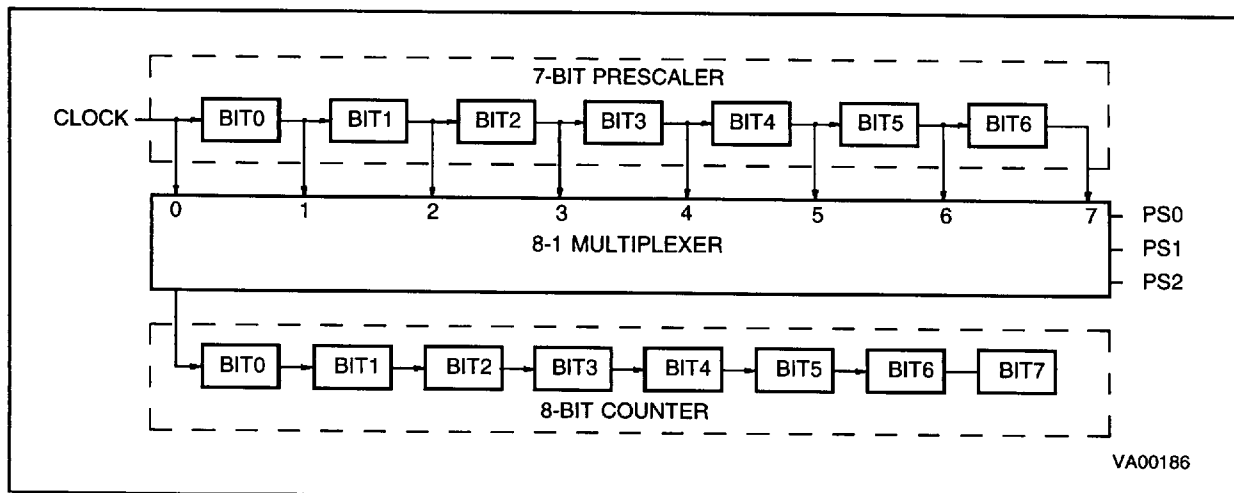 7-BIT PRESCALER
CLOCK BIT0 BIT1 BIT2 BIT3 BIT4 BIT5 BIT6
0 1 2 3 4 5 6 7 PS0
8-1 MULTIPLEXER PS1
PS2
BIT0 BIT1 BIT2 BIT3 BIT4 BIT5 BIT6 BIT7
8-BIT COUNTER
VA00186